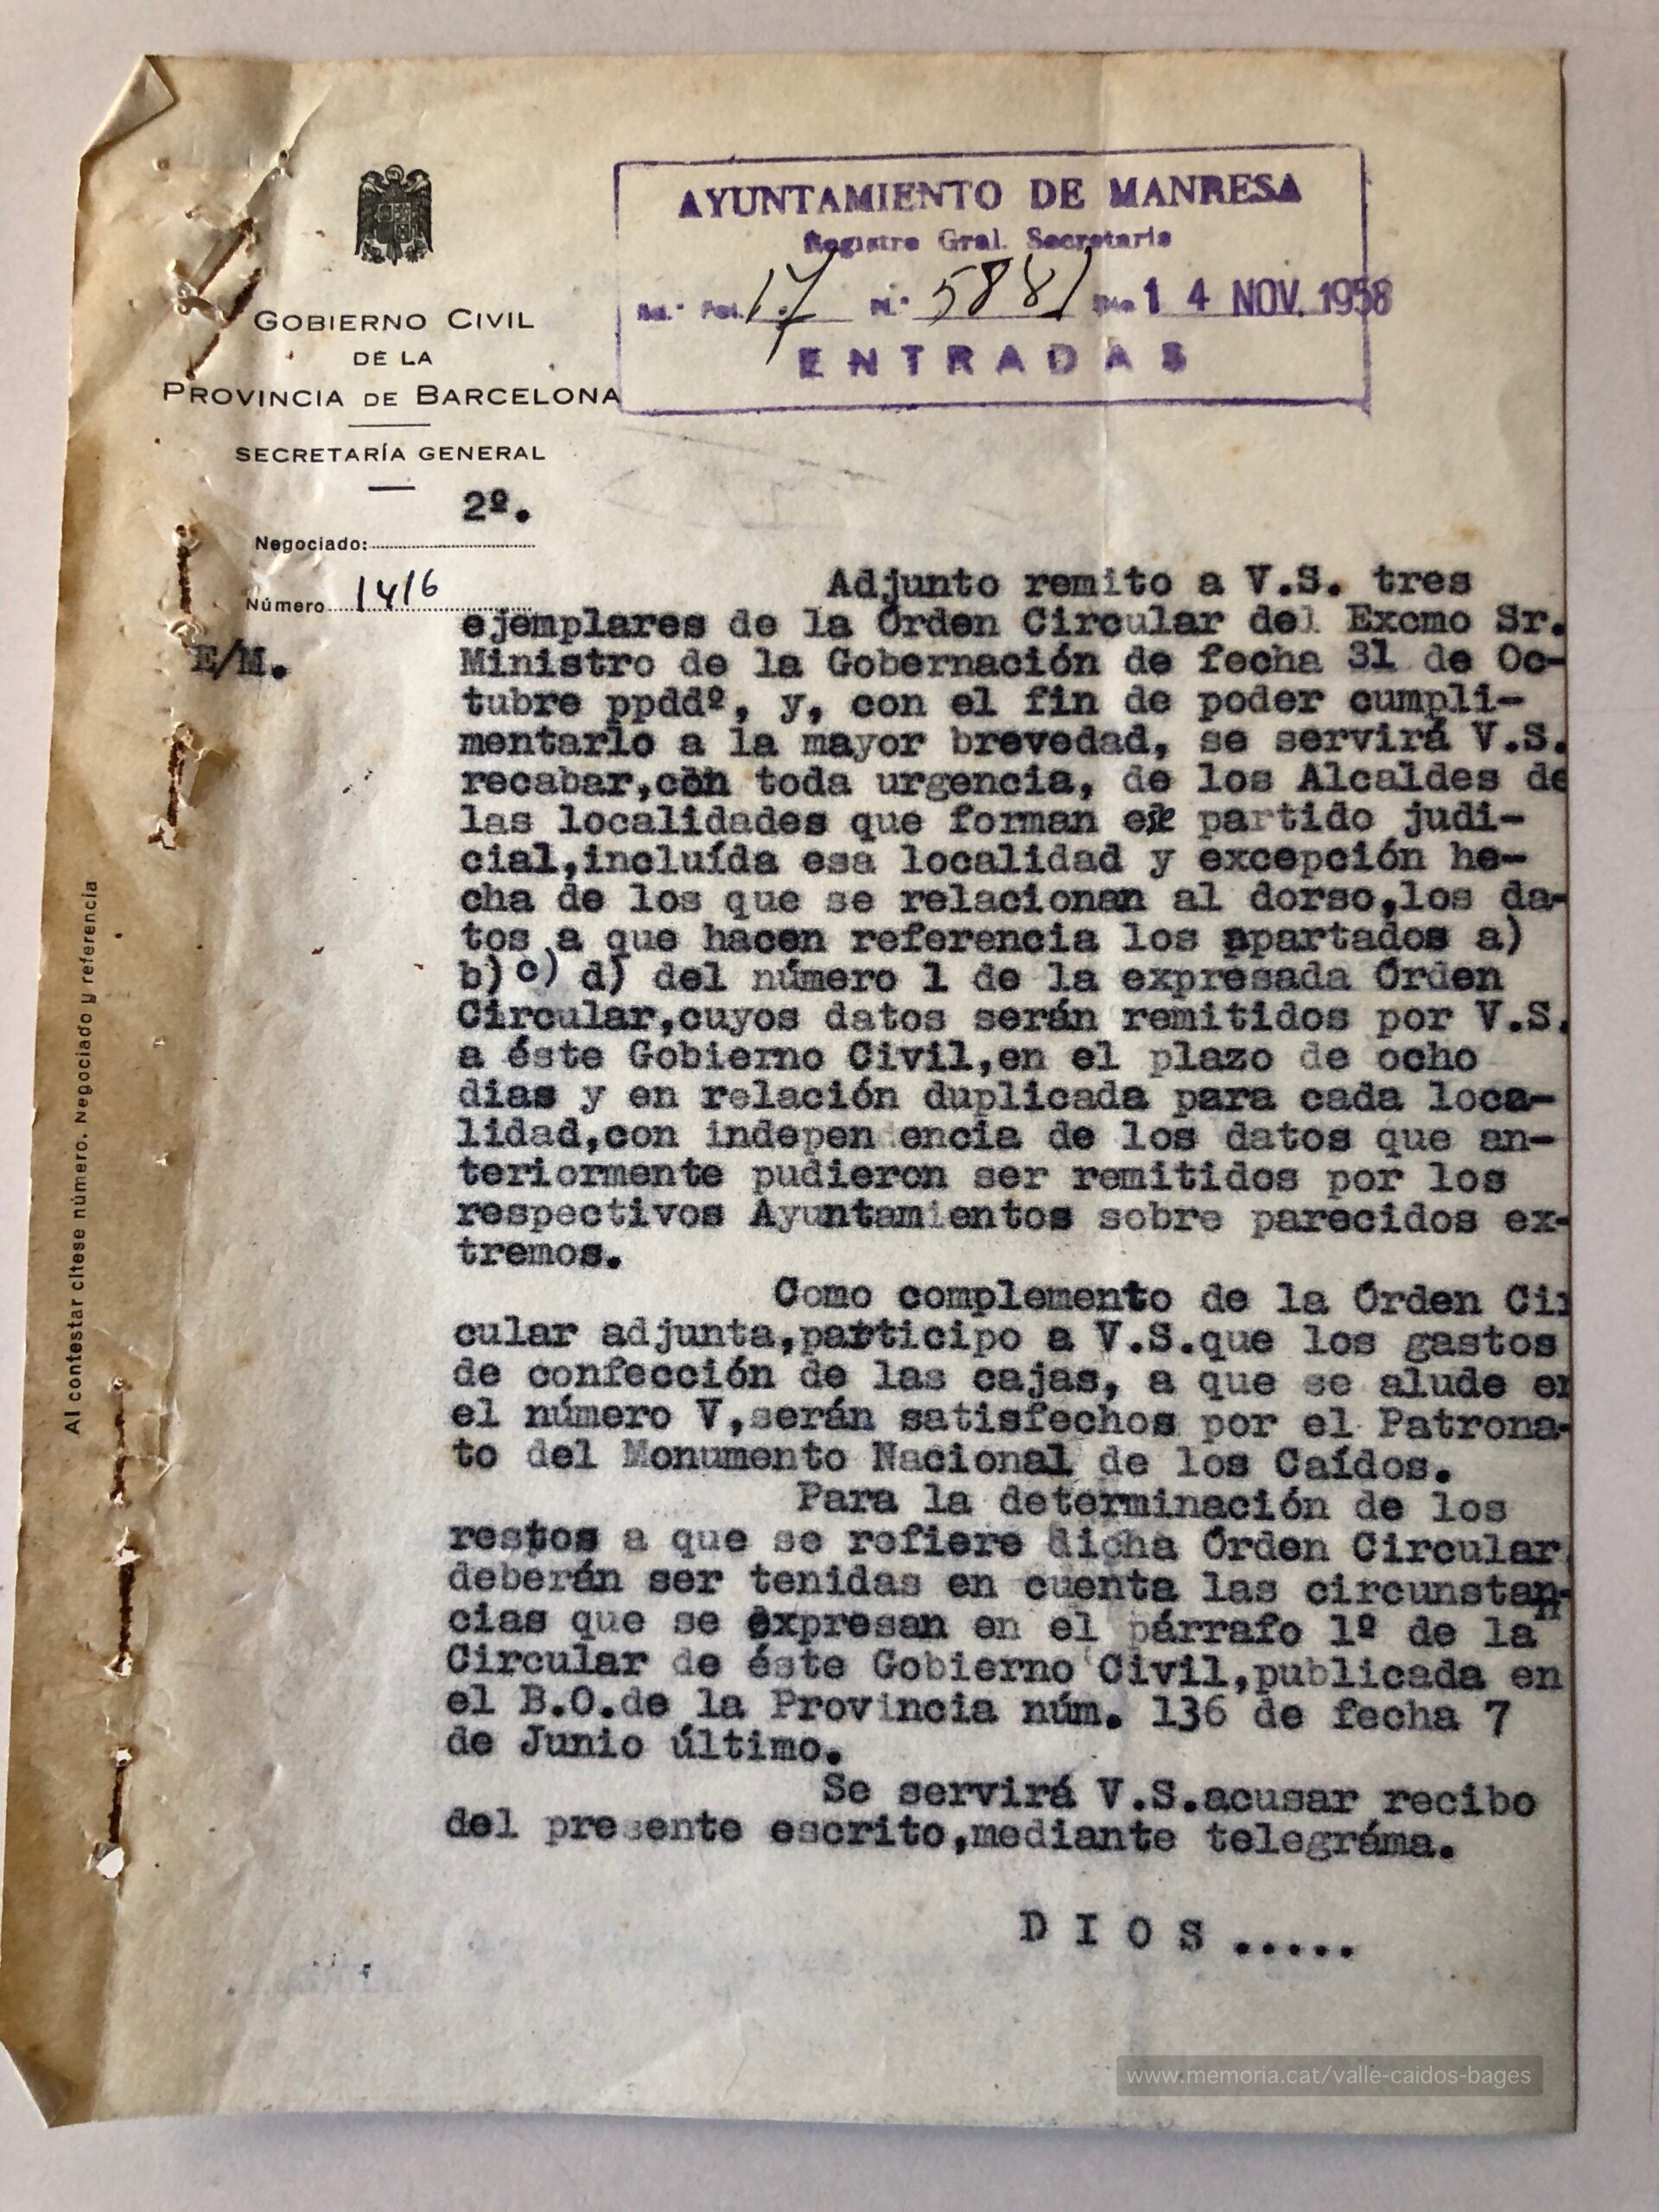 AYUNTAMIENTO DE MANRESA
Registro Gral. Secretaria
17 N.º 5881 14 NOV. 1958
ENTRADAS
GOBIERNO CIVIL
DE LA
PROVINCIA DE BARCELONA
SECRETARÍA GENERAL
2º.
Negociado:
Número 1416
E/M.
Al contestar cítese número. Negociado y referencia
Adjunto remito a V.S. tres
ejemplares de la Órden Circular del Excmo Sr.
Ministro de la Gobernación de fecha 31 de Oc-
tubre ppddº, y, con el fin de poder cumpli-
mentarlo a la mayor brevedad, se servirá V.S.
recabar,con toda urgencia, de los Alcaldes de
las localidades que forman ese partido judi-
cial,incluída esa localidad y excepción he-
cha de los que se relacionan al dorso,los da-
tos a que hacen referencia los apartados a)
b) c) d) del número 1 de la expresada Órden
Circular,cuyos datos serán remitidos por V.S.
a éste Gobierno Civil,en el plazo de ocho
dias y en relación duplicada para cada loca-
lidad,con indepen encia de los datos que an-
teriormente pudieron ser remitidos por los
respectivos Ayuntamientos sobre parecidos ex-
tremos.
Como complemento de la Órden Cir
cular adjunta,participo a V.S.que los gastos
de confección de las cajas, a que se alude en
el número V,serán satisfechos por el Patrona-
to del Monumento Nacional de los Caídos.
Para la determinación de los
restos a que se refiere dicha Órden Circular
deberán ser tenidas en cuenta las circunstan-
cias que se expresan en el párrafo 1º de la
Circular de éste Gobierno Civil,publicada en
el B.O.de la Provincia núm. 136 de fecha 7
de Junio último.
Se servirá V.S.acusar recibo
del presente escrito,mediante telegráma.
D I O S .....
www.memoria.cat/valle-caidos-bages